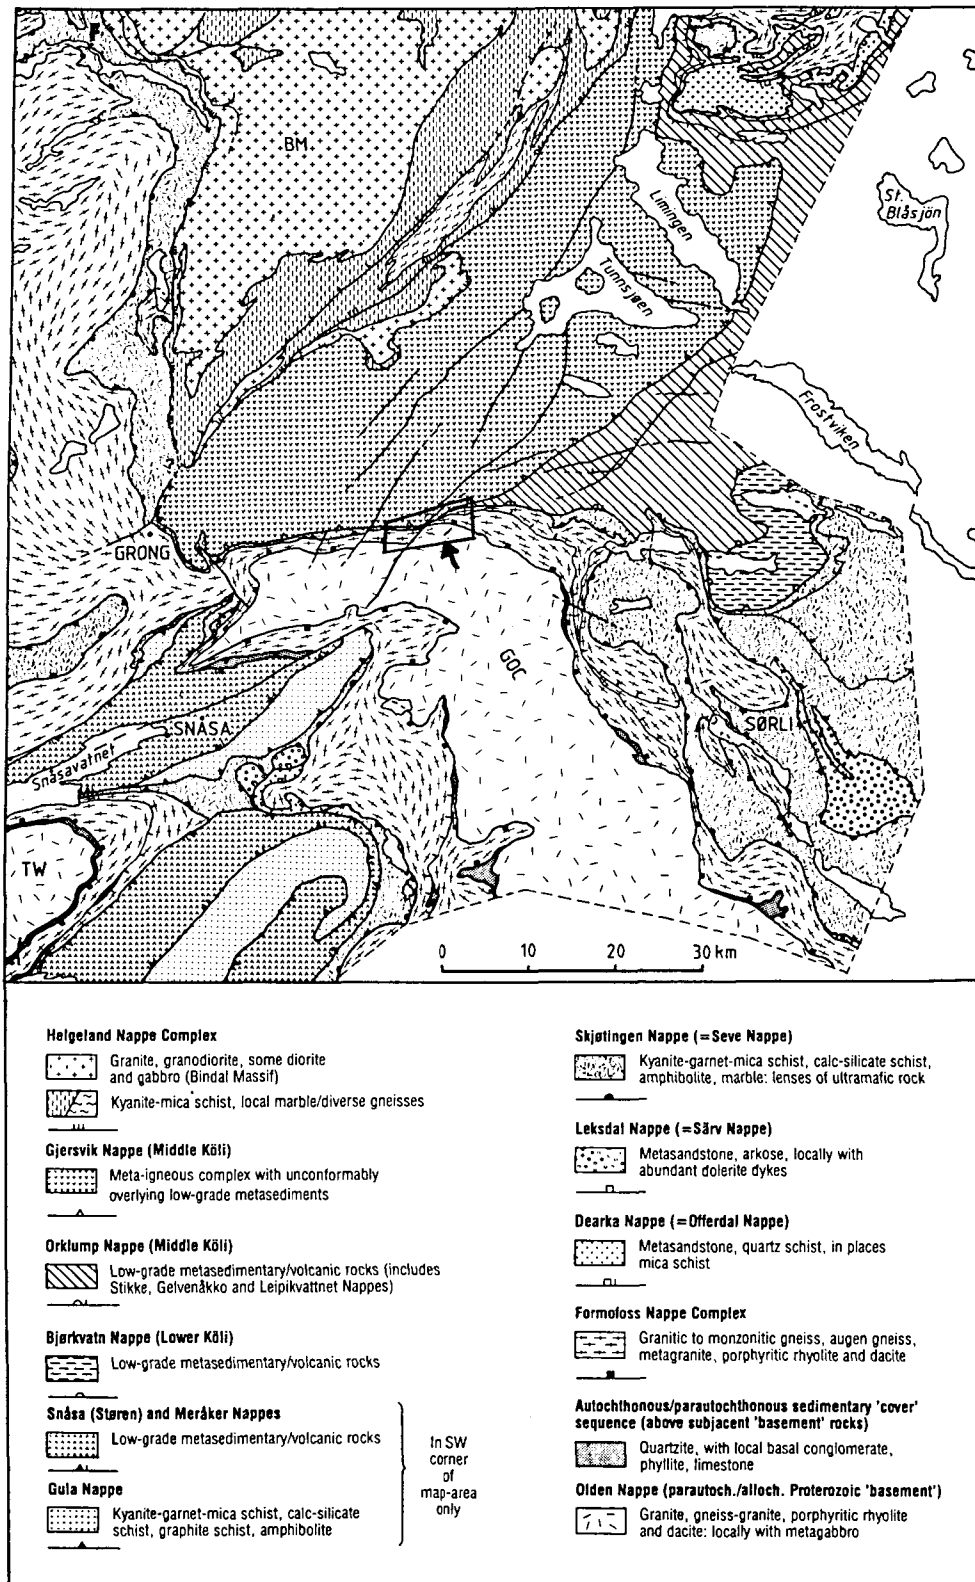 BM
Limingen
Tunnsjøen
St.
Blåsjön
Frostviken
GRONG
GOC
SNÅSA
SØRLI
Snåsavatnet
TW
0 10 20 30 km
Helgeland Nappe Complex
Granite, granodiorite, some diorite
and gabbro (Bindal Massif)
Kyanite-mica schist, local marble/diverse gneisses
Gjersvik Nappe (Middle Köli)
Meta-igneous complex with unconformably
overlying low-grade metasediments
Orklump Nappe (Middle Köli)
Low-grade metasedimentary/volcanic rocks (includes
Stikke, Gelvenåkko and Leipikvattnet Nappes)
Bjørkvatn Nappe (Lower Köli)
Low-grade metasedimentary/volcanic rocks
Snåsa (Støren) and Meråker Nappes
Low-grade metasedimentary/volcanic rocks
Gula Nappe
Kyanite-garnet-mica schist, calc-silicate
schist, graphite schist, amphibolite
In SW
corner
of
map-area
only
Skjøtingen Nappe (=Seve Nappe)
Kyanite-garnet-mica schist, calc-silicate schist,
amphibolite, marble: lenses of ultramafic rock
Leksdal Nappe (=Särv Nappe)
Metasandstone, arkose, locally with
abundant dolerite dykes
Dearka Nappe (=Offerdal Nappe)
Metasandstone, quartz schist, in places
mica schist
Formofoss Nappe Complex
Granitic to monzonitic gneiss, augen gneiss,
metagranite, porphyritic rhyolite and dacite
Autochthonous/parautochthonous sedimentary 'cover'
sequence (above subjacent 'basement' rocks)
Quartzite, with local basal conglomerate,
phyllite, limestone
Olden Nappe (parautoch./alloch. Proterozoic 'basement')
Granite, gneiss-granite, porphyritic rhyolite
and dacite: locally with metagabbro